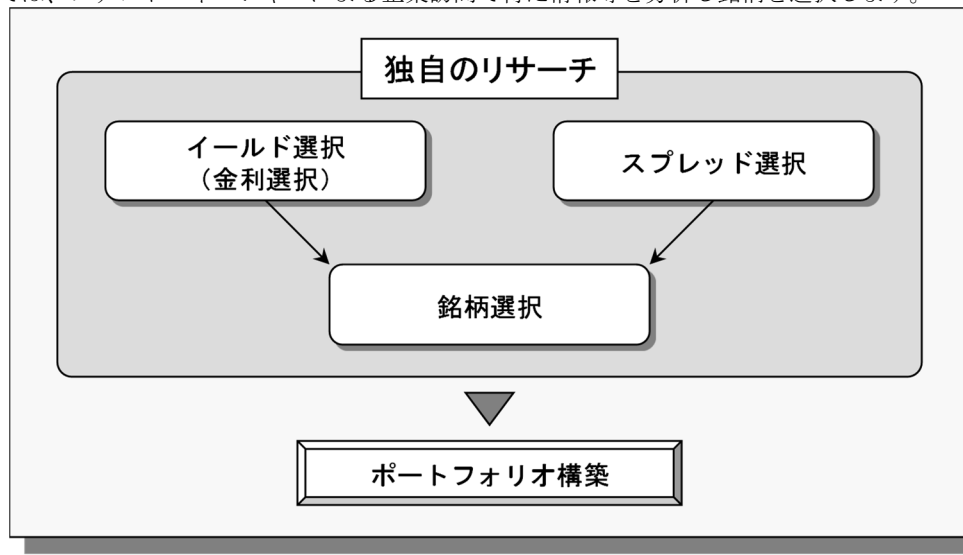 独自のリサーチ
イールド選択
（金利選択）
スプレッド選択
銘柄選択
ポートフォリオ構築